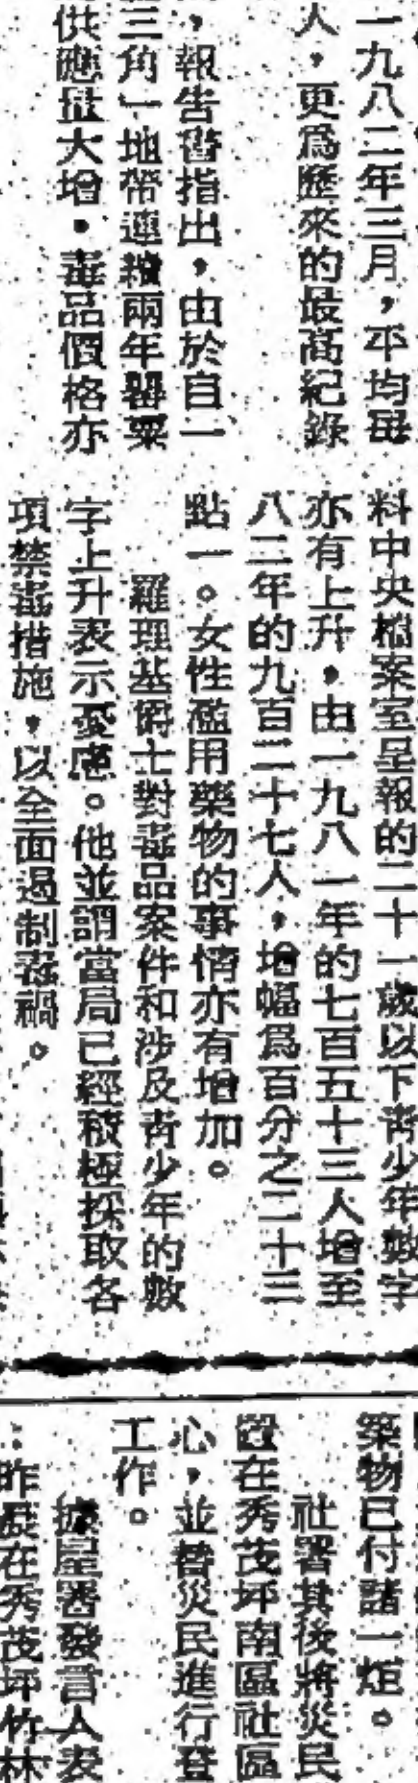 一九八二年三月，平均每
人，更爲歷來的最高紀錄
，報告書指出，由於自一
三角」地帶連續兩年罌粟
供應量大增，毒品價格亦
料中央檔案室呈報的二十一歲以下青少年數字
亦有上升，由一九八一年的七百五十三人增至
八二年的九百二十七人，增幅爲百分之二十三
點一。女性濫用藥物的事情亦有增加。
羅理基爵士對毒品案件和涉及青少年的數
字上升表示憂慮。他並謂當局已經積極採取各
項禁毒措施，以全面遏制毒禍。
築物已付諸一炬。
社署其後將災民
置在秀茂坪南區社區
心，並替災民進行登
工作。
據屋署發言人表
：昨晨在秀茂坪竹林